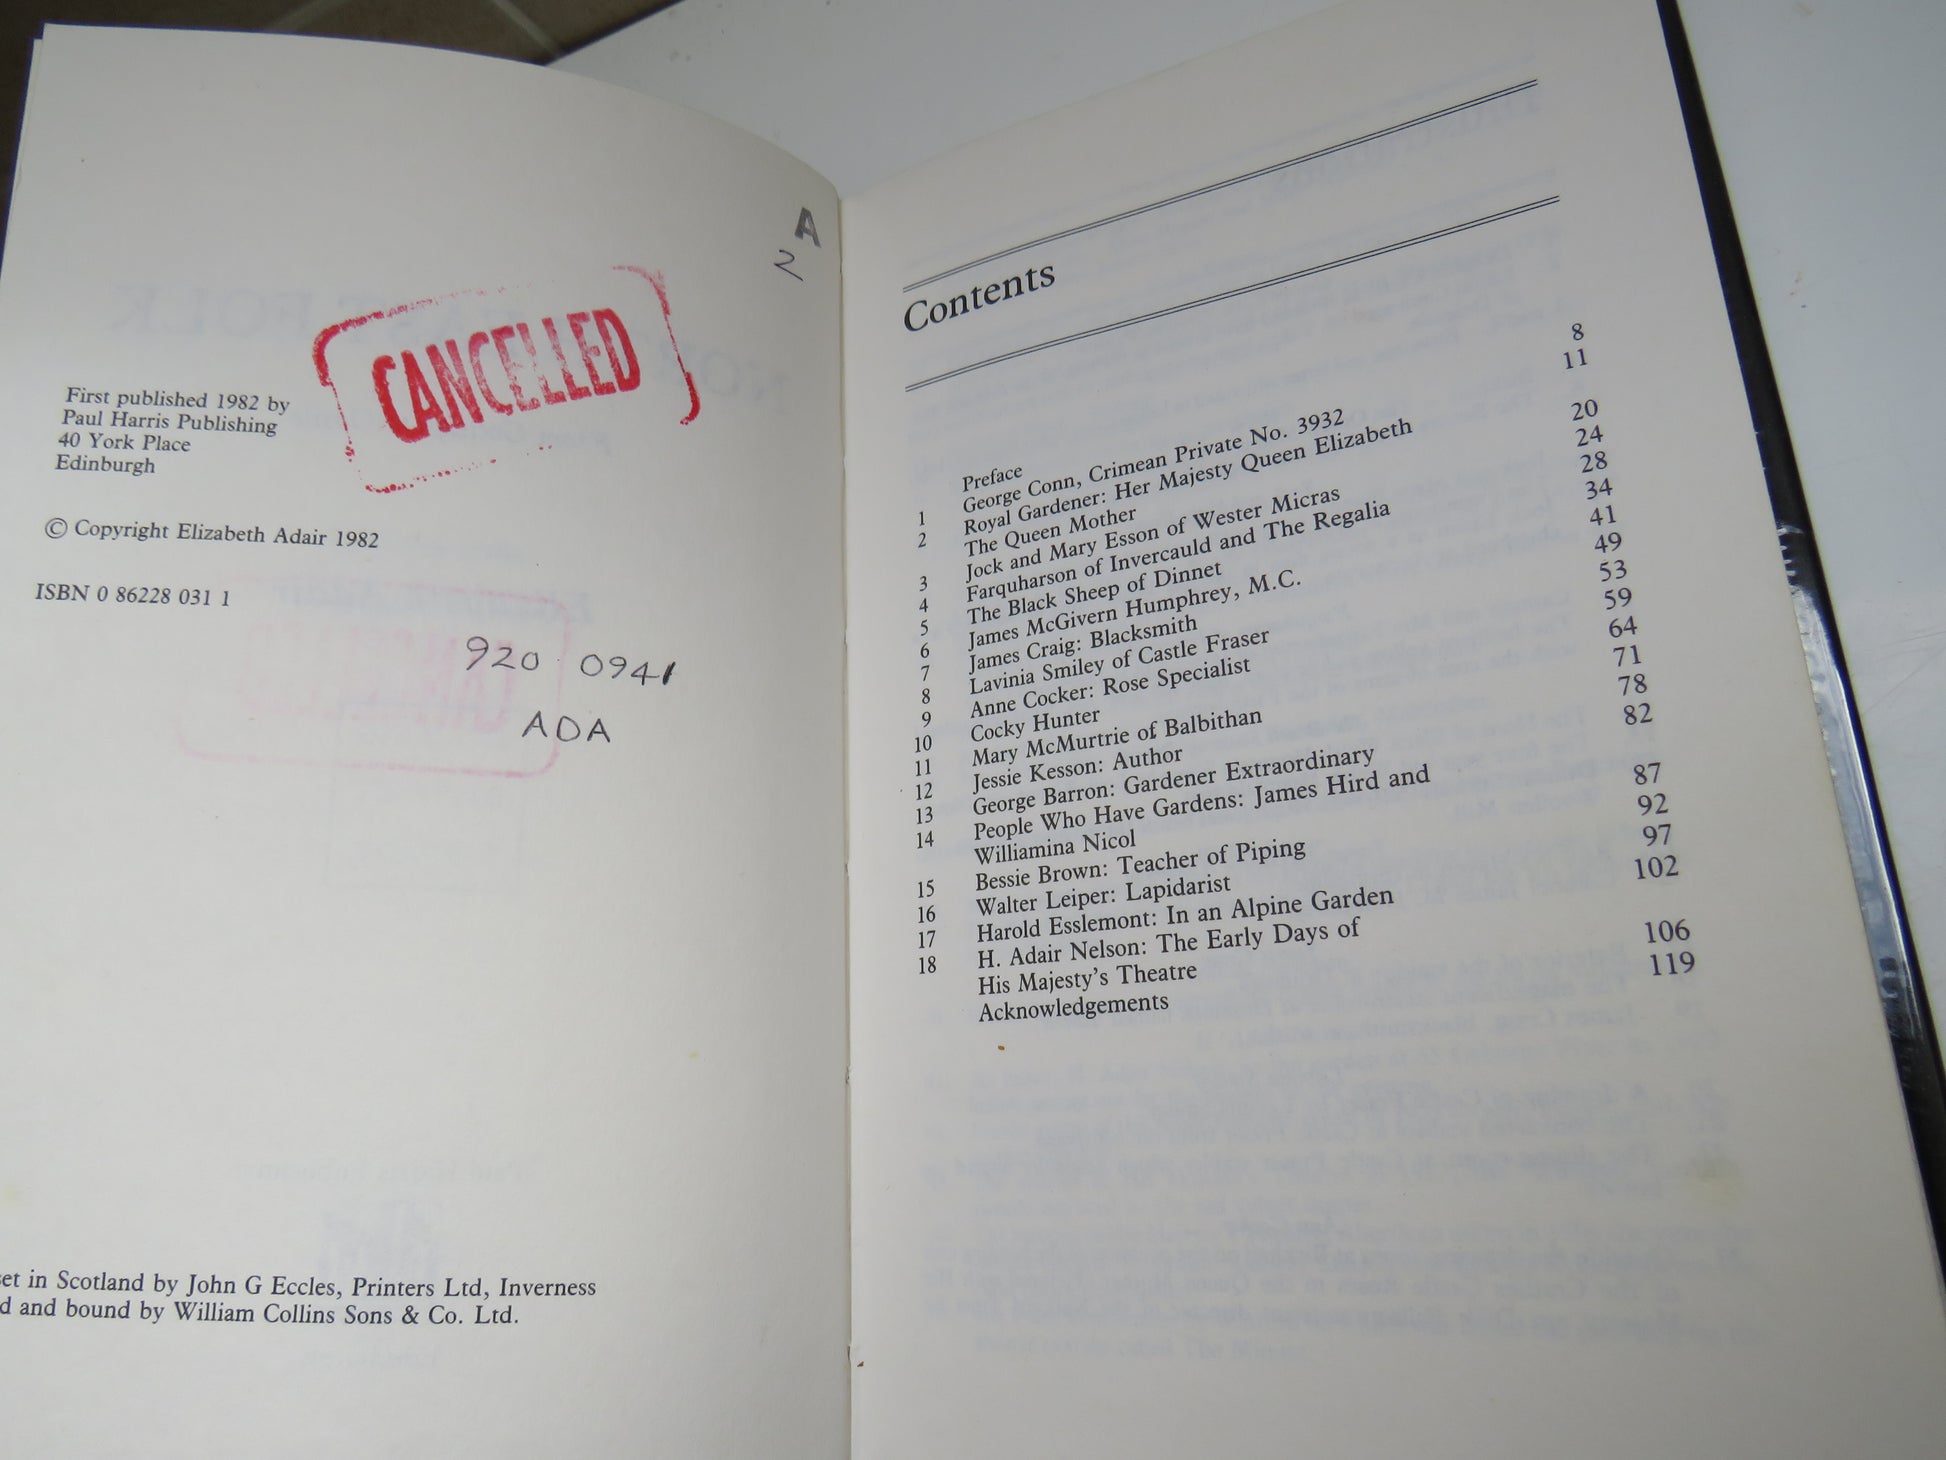 A
2
CANCELLED
First published 1982 by
Paul Harris Publishing
40 York Place
Edinburgh
© Copyright Elizabeth Adair 1982
ISBN 0 86228 031 1
920 0941
ADA
set in Scotland by John G Eccles, Printers Ltd, Inverness
d and bound by William Collins Sons & Co. Ltd.
Contents
Preface 8
1 George Conn, Crimean Private No. 3932 11
2 Royal Gardener: Her Majesty Queen Elizabeth
The Queen Mother 20
3 Jock and Mary Esson of Wester Micras 24
4 Farquharson of Invercauld and The Regalia 28
5 The Black Sheep of Dinnet 34
6 James McGivern Humphrey, M.C. 41
7 James Craig: Blacksmith 49
8 Lavinia Smiley of Castle Fraser 53
9 Anne Cocker: Rose Specialist 59
10 Cocky Hunter 64
11 Mary McMurtrie of Balbithan 71
12 Jessie Kesson: Author 78
13 George Barron: Gardener Extraordinary 82
14 People Who Have Gardens: James Hird and
Williamina Nicol 87
15 Bessie Brown: Teacher of Piping 92
16 Walter Leiper: Lapidarist 97
17 Harold Esslemont: In an Alpine Garden 102
18 H. Adair Nelson: The Early Days of
His Majesty's Theatre 106
Acknowledgements 119